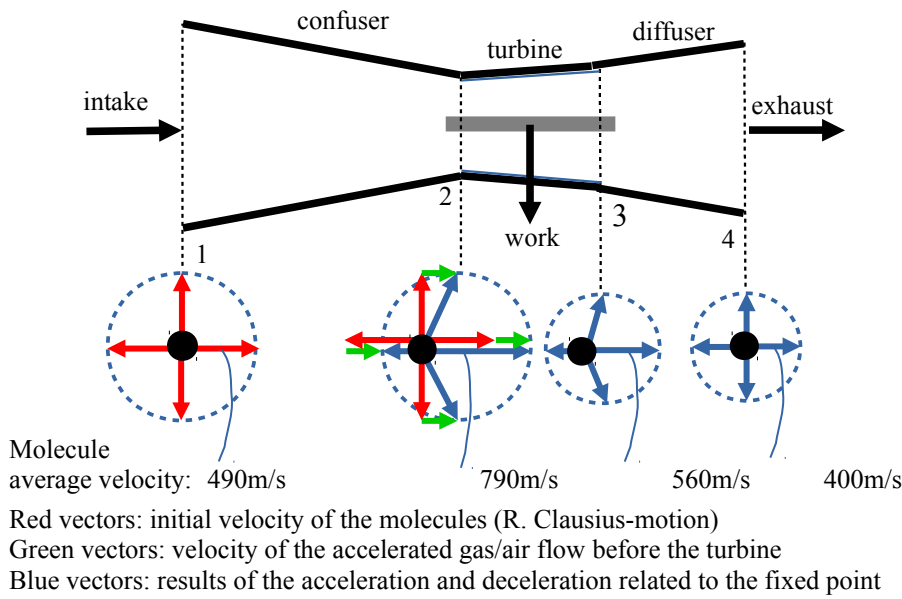 confuser
turbine
diffuser
intake
exhaust
2
3
work
1
4
Molecule
average velocity: 490m/s 790m/s 560m/s 400m/s
Red vectors: initial velocity of the molecules (R. Clausius-motion)
Green vectors: velocity of the accelerated gas/air flow before the turbine
Blue vectors: results of the acceleration and deceleration related to the fixed point